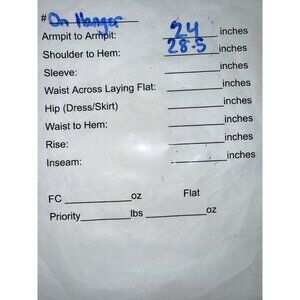 # On Hanger
Armpit to Armpit: 24 inches
Shoulder to Hem: 28.5 inches
Sleeve: inches
Waist Across Laying Flat: inches
Hip (Dress/Skirt) inches
Waist to Hem: inches
Rise: inches
Inseam: inches
FC oz Flat
Priority lbs oz